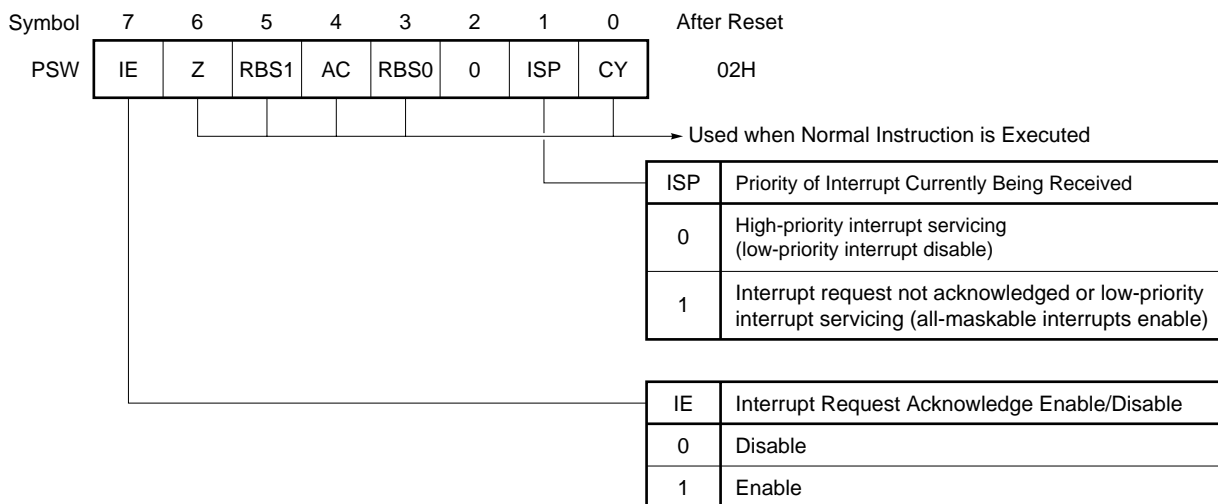 Symbol 7 6 5 4 3 2 1 0 After Reset
PSW IE Z RBS1 AC RBS0 0 ISP CY 02H
Used when Normal Instruction is Executed
ISP Priority of Interrupt Currently Being Received
0 High-priority interrupt servicing
(low-priority interrupt disable)
1 Interrupt request not acknowledged or low-priority
interrupt servicing (all-maskable interrupts enable)
IE Interrupt Request Acknowledge Enable/Disable
0 Disable
1 Enable